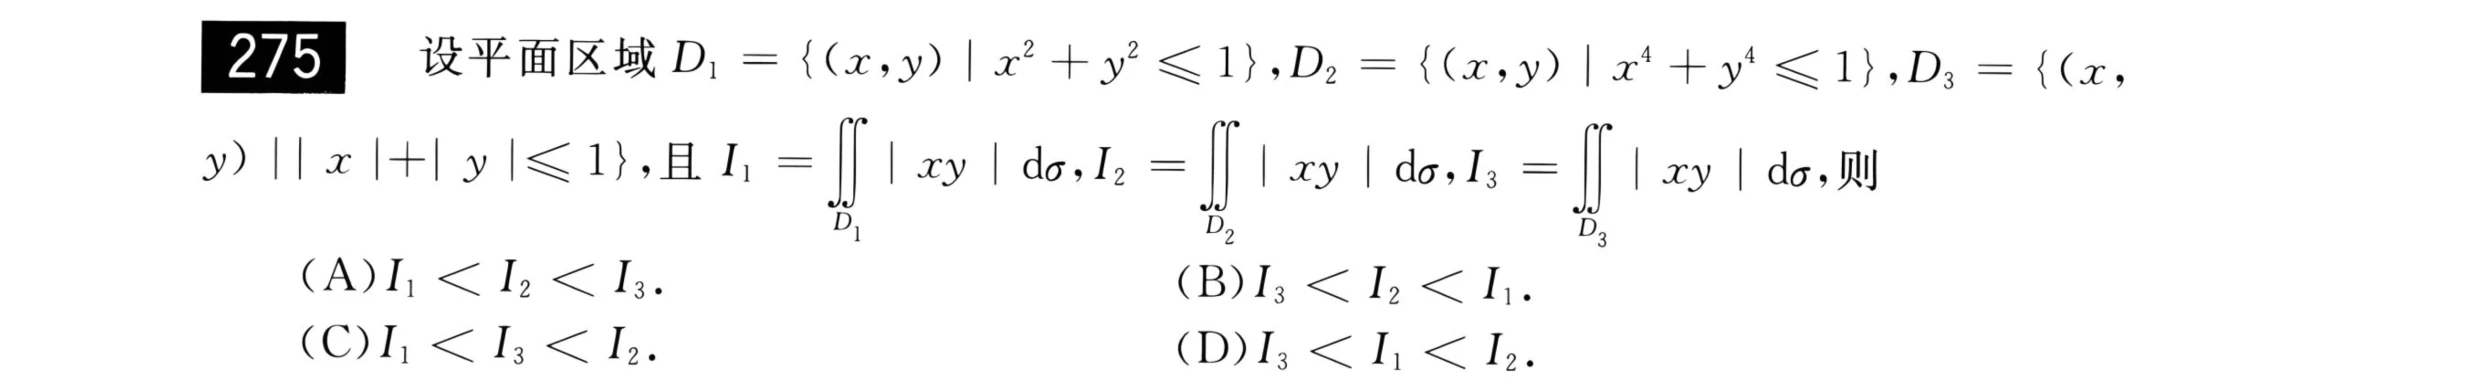 275 设平面区域 D₁ = {(x,y) | x² + y² ⩽ 1},D₂ = {(x,y) | x⁴ + y⁴ ⩽ 1},D₃ = {(x,
y) || x |+| y |⩽ 1},且 I₁ = ∬_{D₁} | xy | dσ,I₂ = ∬_{D₂} | xy | dσ,I₃ = ∬_{D₃} | xy | dσ,则
(A)I₁ < I₂ < I₃. (B)I₃ < I₂ < I₁.
(C)I₁ < I₃ < I₂. (D)I₃ < I₁ < I₂.